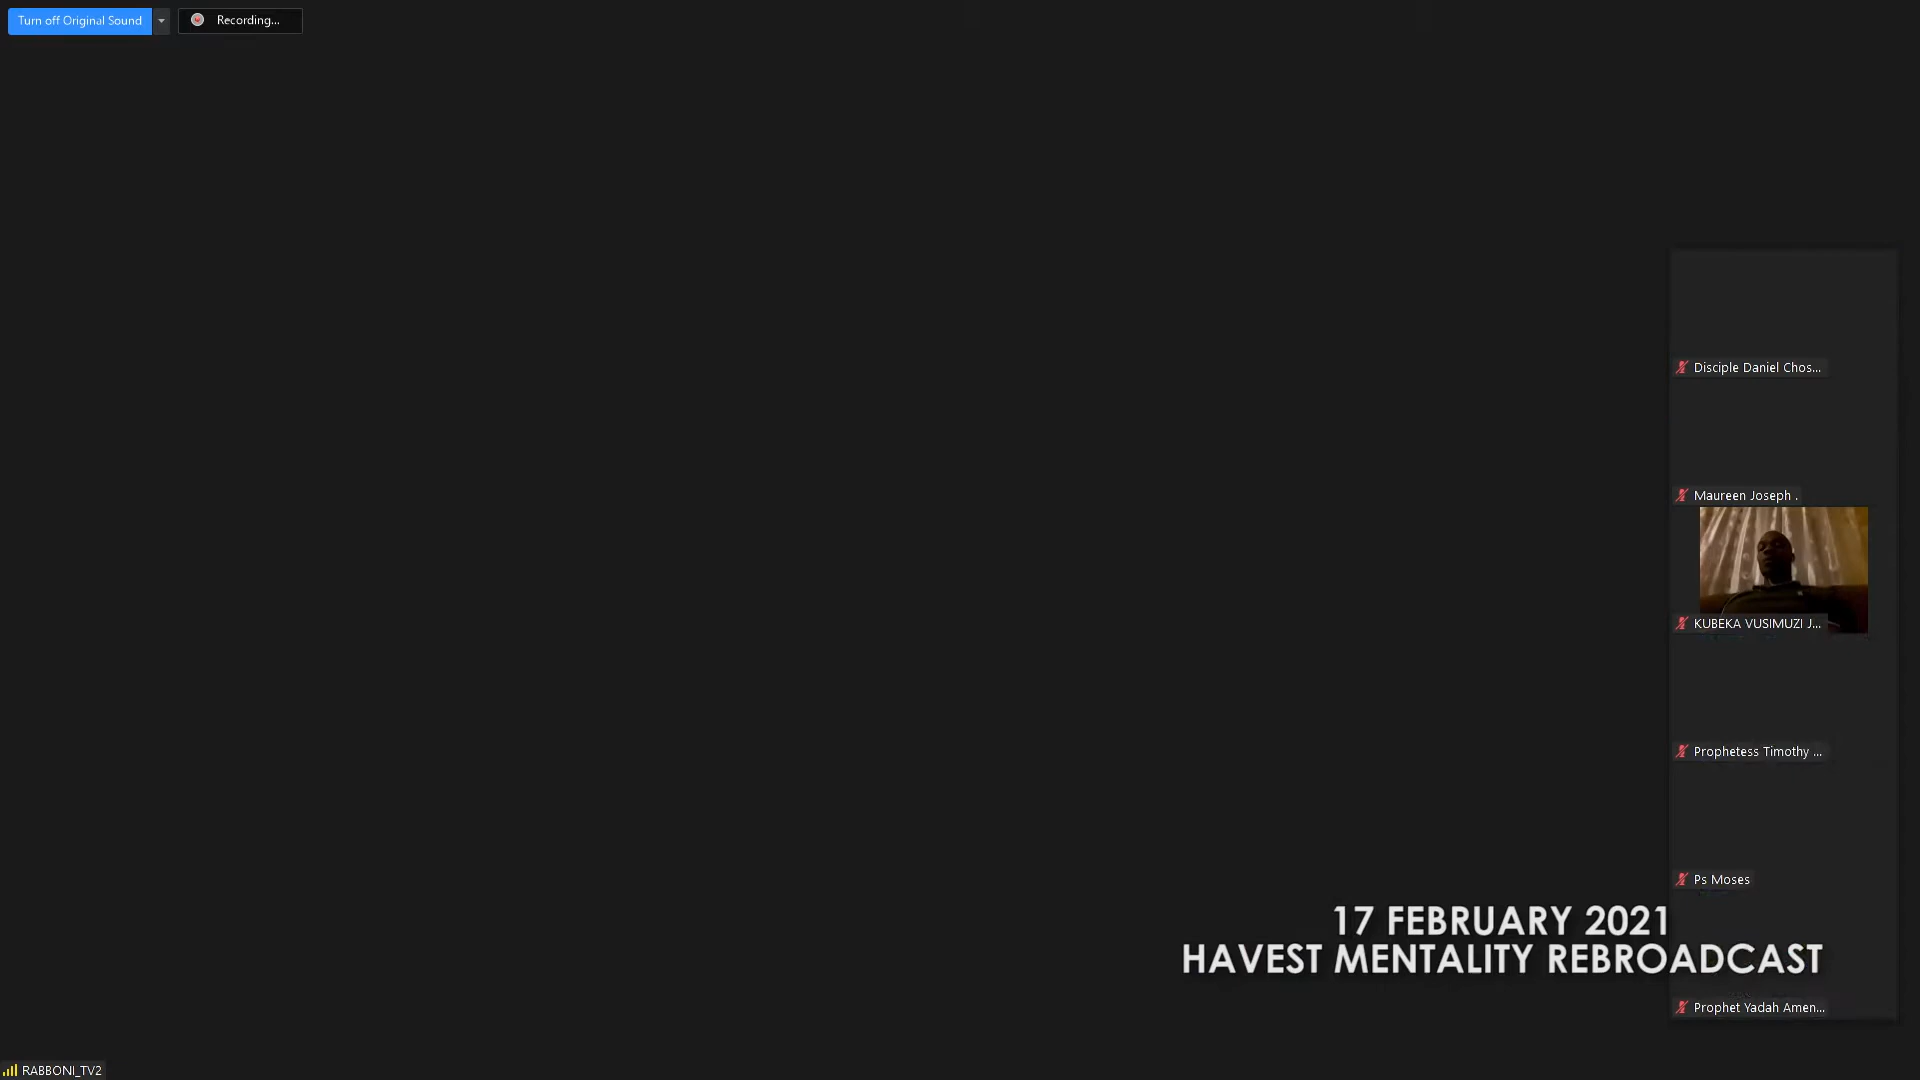 Turn off Original Sound
Recording...
Disciple Daniel Chos...
Maureen Joseph .
KUBEKA VUSIMUZI J...
Prophetess Timothy ...
Ps Moses
17 FEBRUARY 2021
HAVEST MENTALITY REBROADCAST
Prophet Yadah Amen...
RABBONI_TV2